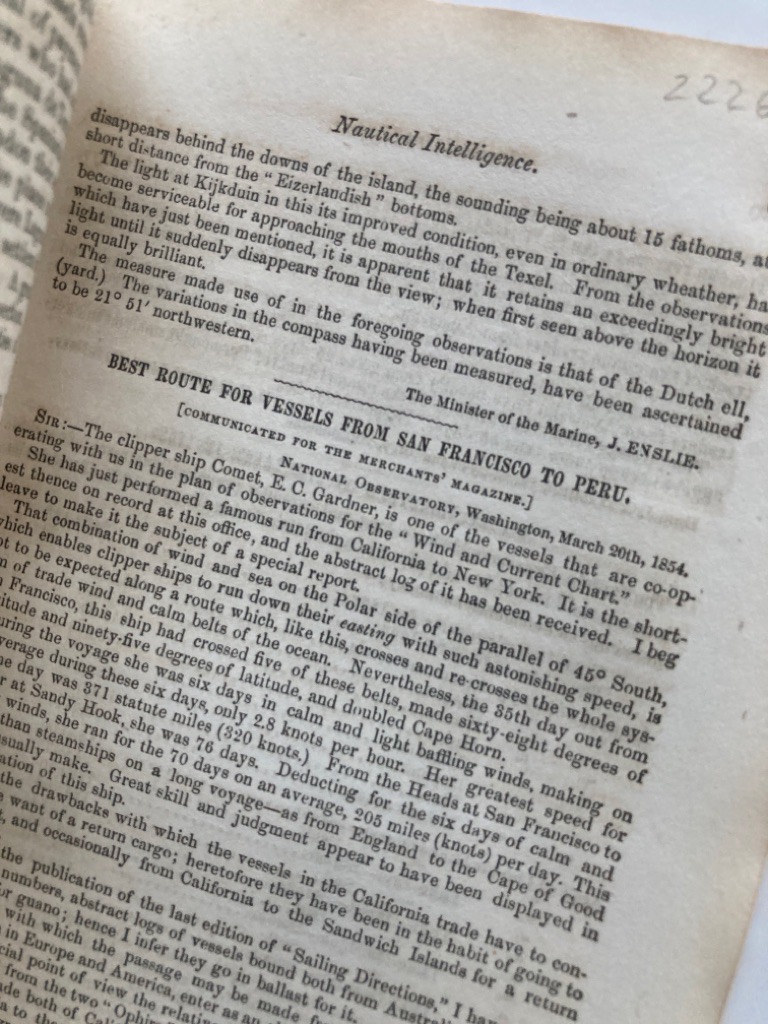 2226
Nautical Intelligence.
disappears behind the downs of the island, the sounding being about 15 fathoms, at
short distance from the "Eizerlandish" bottoms.
The light at Kijkduin in this its improved condition, even in ordinary wheather, ha
become serviceable for approaching the mouths of the Texel. From the observations
which have just been mentioned, it is apparent that it retains an exceedingly bright
light until it suddenly disappears from the view; when first seen above the horizon it
is equally brilliant.
The measure made use of in the foregoing observations is that of the Dutch ell,
(yard.) The variations in the compass having been measured, have been ascertained
to be 21° 51′ northwestern.
The Minister of the Marine, J. ENSLIE.
BEST ROUTE FOR VESSELS FROM SAN FRANCISCO TO PERU.
[COMMUNICATED FOR THE MERCHANTS' MAGAZINE.]
NATIONAL OBSERVATORY, Washington, March 20th, 1854.
SIR:—The clipper ship Comet, E. C. Gardner, is one of the vessels that are co-op-
erating with us in the plan of observations for the "Wind and Current Chart."
She has just performed a famous run from California to New York. It is the short-
est thence on record at this office, and the abstract log of it has been received. I beg
leave to make it the subject of a special report.
That combination of wind and sea on the Polar side of the parallel of 45° South,
which enables clipper ships to run down their easting with such astonishing speed, is
ot to be expected along a route which, like this, crosses and re-crosses the whole sys-
m of trade wind and calm belts of the ocean. Nevertheless, the 35th day out from
n Francisco, this ship had crossed five of these belts, made sixty-eight degrees of
titude and ninety-five degrees of latitude, and doubled Cape Horn.
uring the voyage she was six days in calm and light baffling winds, making on
verage during these six days, only 2.8 knots per hour. Her greatest speed for
ne day was 371 statute miles (320 knots.) From the Heads at San Francisco to
r at Sandy Hook, she was 76 days. Deducting for the six days of calm and
winds, she ran for the 70 days on an average, 205 miles (knots) per day. This
than steamships on a long voyage—as from England to the Cape of Good
sually make. Great skill and judgment appear to have been displayed in
ation of this ship.
the drawbacks with which the vessels in the California trade have to con-
e want of a return cargo; heretofore they have been in the habit of going to
t, and occasionally from California to the Sandwich Islands for a return
the publication of the last edition of "Sailing Directions," I hav
numbers, abstract logs of vessels bound both from Austral
or guano; hence I infer they go in ballast for it.
with which the passage may be made fr
in Europe and America, enter as an
cial point of view the relati
from the two "Ophir
de both of Cal
a to the